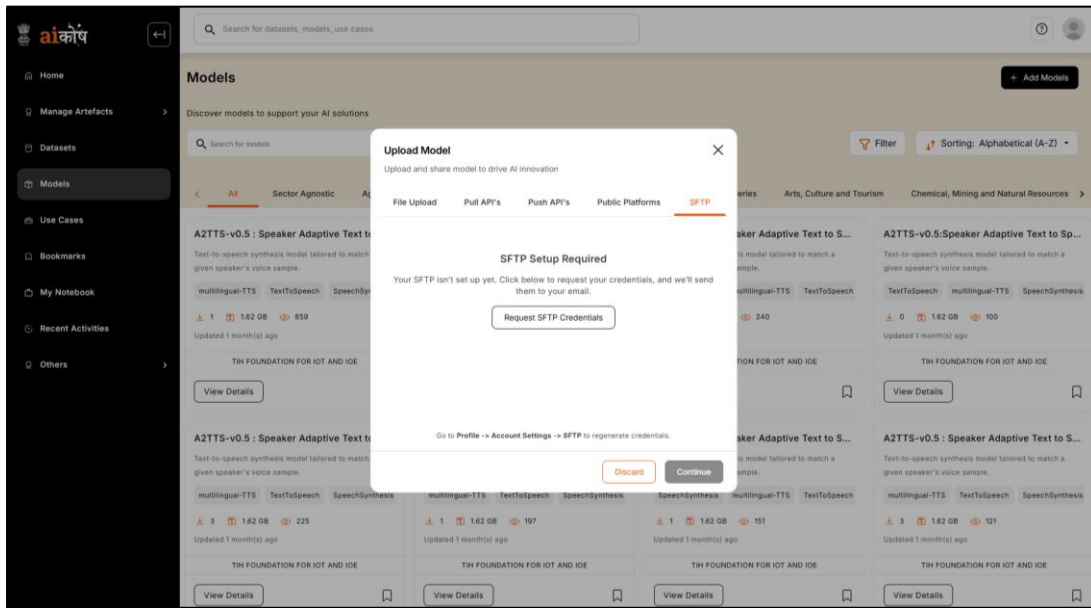 aiकोष
Search for datasets, models, use cases
Home
Manage Artefacts
Datasets
Models
Use Cases
Bookmarks
My Notebook
Recent Activities
Others
Models
+ Add Models
Discover models to support your AI solutions
Search for models
Filter
Sorting: Alphabetical (A-Z)
All
Sector Agnostic
Arts, Culture and Tourism
Chemical, Mining and Natural Resources
Upload Model
Upload and share model to drive AI innovation
File Upload
Pull API's
Push API's
Public Platforms
SFTP
SFTP Setup Required
Your SFTP isn't set up yet. Click below to request your credentials, and we'll send
them to your email.
Request SFTP Credentials
Go to Profile -> Account Settings -> SFTP to regenerate credentials.
Discard
Continue
A2TTS-v0.5 : Speaker Adaptive Text to
Text-to-speech synthesis model tailored to match
given speaker's voice sample.
multilingual-TTS TextToSpeech
1 1.62 GB 859
Updated 1 month(s) ago
TIH FOUNDATION FOR IOT AND IOE
View Details
Adaptive Text to S...
is model tailored to match a
multilingual-TTS TextToSpeech
240
FOR IOT AND IOE
A2TTS-v0.5:Speaker Adaptive Text to Sp...
Text-to-speech synthesis model tailored to match a
given speaker's voice sample.
TextToSpeech multilingual-TTS SpeechSynthesis
0 1.62 GB 100
Updated 1 month(s) ago
TIH FOUNDATION FOR IOT AND IOE
View Details
A2TTS-v0.5 : Speaker Adaptive Text to
Text-to-speech synthesis model tailored to match
given speaker's voice sample.
multilingual-TTS TextToSpeech SpeechSynthesis
3 1.62 GB 225
Updated 1 month(s) ago
TIH FOUNDATION FOR IOT AND IOE
View Details
multilingual-TTS TextToSpeech SpeechSynthesis
1 1.62 GB 197
Updated 1 month(s) ago
TIH FOUNDATION FOR IOT AND IOE
View Details
Adaptive Text to S...
is model tailored to match a
SpeechSynthesis multilingual-TTS TextToSpeech
1 1.62 GB 151
Updated 1 month(s) ago
TIH FOUNDATION FOR IOT AND IOE
View Details
A2TTS-v0.5 : Speaker Adaptive Text to S...
Text-to-speech synthesis model tailored to match a
given speaker's voice sample.
multilingual-TTS TextToSpeech SpeechSynthesis
3 1.62 GB 121
Updated 1 month(s) ago
TIH FOUNDATION FOR IOT AND IOE
View Details